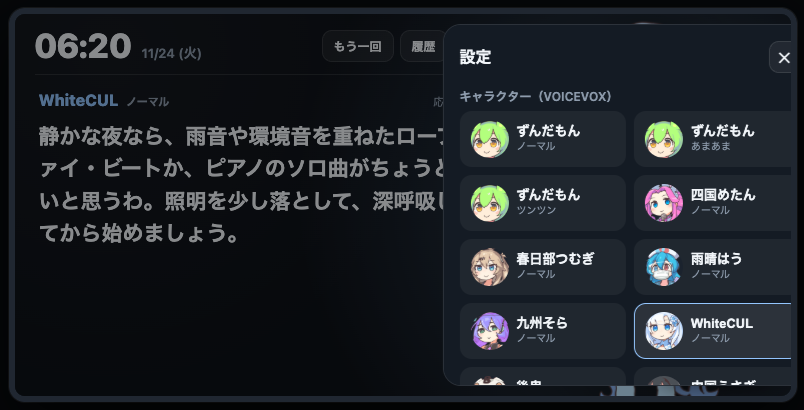 06:20 11/24 (火)
もう一回
履歴
WhiteCUL ノーマル
応
静かな夜なら、雨音や環境音を重ねたローフ
ァイ・ビートか、ピアノのソロ曲がちょうど
いいと思うわ。照明を少し落として、深呼吸し
てから始めましょう。
設定
×
キャラクター（VOICEVOX）
ずんだもん
ノーマル
ずんだもん
あまあま
ずんだもん
ツンツン
四国めたん
ノーマル
春日部つむぎ
ノーマル
雨晴はう
ノーマル
九州そら
ノーマル
WhiteCUL
ノーマル